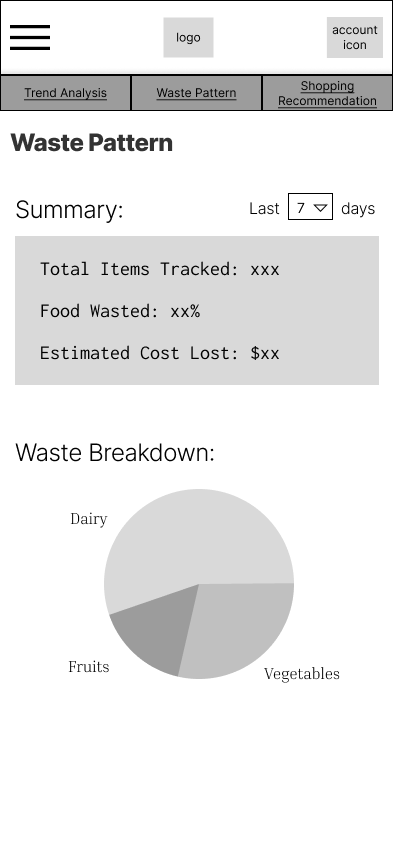 logo
account
icon
Trend Analysis
Waste Pattern
Shopping
Recommendation
Waste Pattern
Summary:
Last 7 days
Total Items Tracked: xxx
Food Wasted: xx%
Estimated Cost Lost: $xx
Waste Breakdown:
Dairy
Fruits
Vegetables